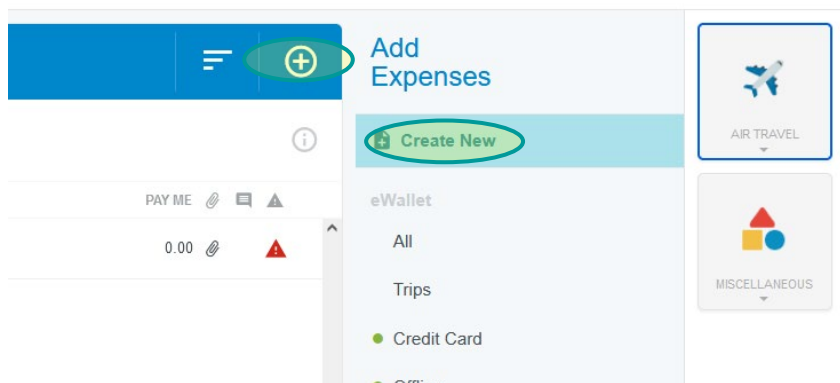 Add
Expenses
Create New
AIR TRAVEL
PAY ME
eWallet
0.00
All
Trips
MISCELLANEOUS
Credit Card